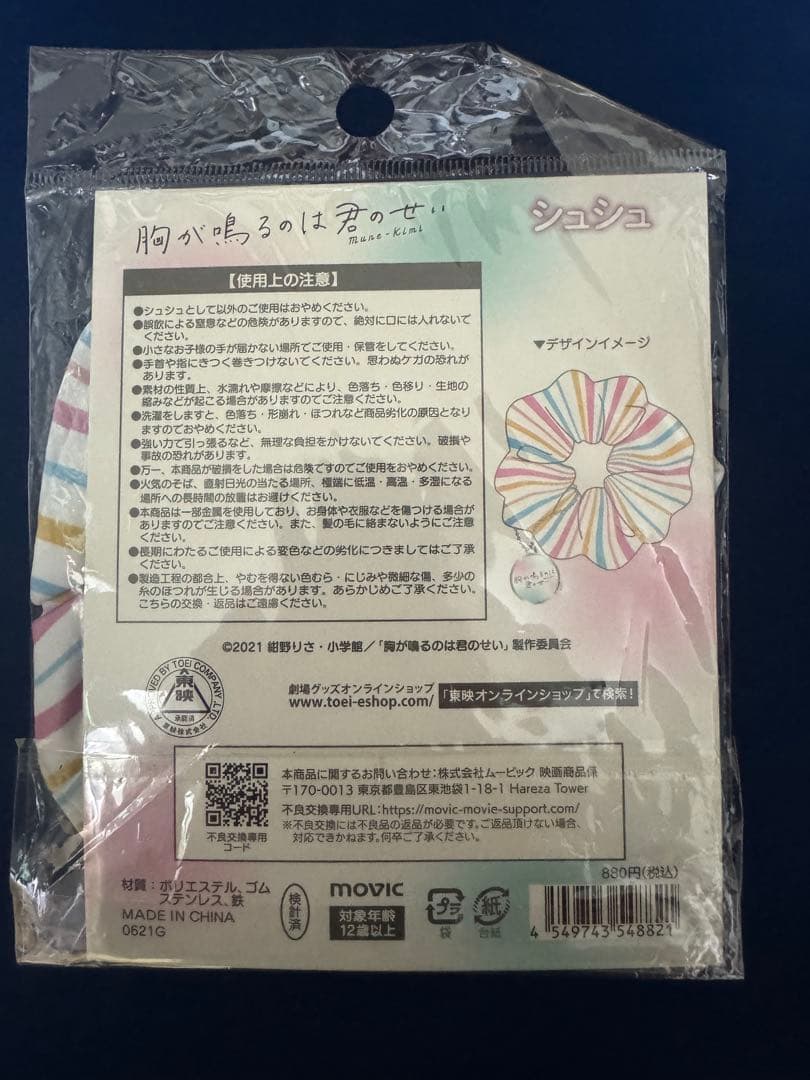 胸が鳴るのは君のせい
Mune-Kimi
シュシュ
【使用上の注意】
●シュシュとして以外のご使用はおやめください。
●誤飲による窒息などの危険がありますので、絶対に口には入れないで
ください。
●小さなお子様の手が届かない場所でご使用・保管をしてください。
●手首や指にきつく巻きつけないでください。思わぬケガの恐れが
あります。
●素材の性質上、水濡れや摩擦などにより、色落ち・色移り・生地の
縮みなどが起こる場合がありますのでご注意ください。
●洗濯をしますと、色落ち・形崩れ・ほつれなど商品劣化の原因となり
ますのでおやめください。
●強い力で引っ張るなど、無理な負担をかけないでください。破損や
事故の恐れがあります。
●万一、本商品が破損をした場合は危険ですのでご使用をおやめください。
●火気のそば、直射日光の当たる場所、極端に低温・高温・多湿になる
場所への長時間の放置はお避けください。
●本商品は一部金属を使用しており、お身体や衣服などを傷つける場合が
ありますのでご注意ください。また、髪の毛に絡まないようにご注意
ください。
●長期にわたるご使用による変色などの劣化につきましてはご了承
ください。
●製造工程の都合上、やむを得ない色むら・にじみや微細な傷、多少の
糸のほつれが生じる場合があります。あらかじめご了承ください。
こちらの交換・返品はご遠慮ください。
▼デザインイメージ
胸が鳴るのは
君のせい
©2021 紺野りさ・小学館／「胸が鳴るのは君のせい」製作委員会
APPROVED BY TOEI COMPANY, LTD.
東映
承認済
東映株式会社
劇場グッズオンラインショップ
www.toei-eshop.com/
「東映オンラインショップ」で検索!
不良交換専用
コード
本商品に関するお問い合わせ:株式会社ムービック 映画商品係
〒170-0013 東京都豊島区東池袋1-18-1 Hareza Tower
不良交換専用URL:https://movic-movie-support.com/
※不良交換には不良品の返品が必要です。ご返品頂けない場合、
対応できかねます。何卒ご了承ください。
材質:ポリエステル、ゴム
ステンレス、鉄
MADE IN CHINA
0621G
検針済
movic
対象年齢
12歳以上
プラ
袋
紙
台紙
880円(税込)
4 549743 548821